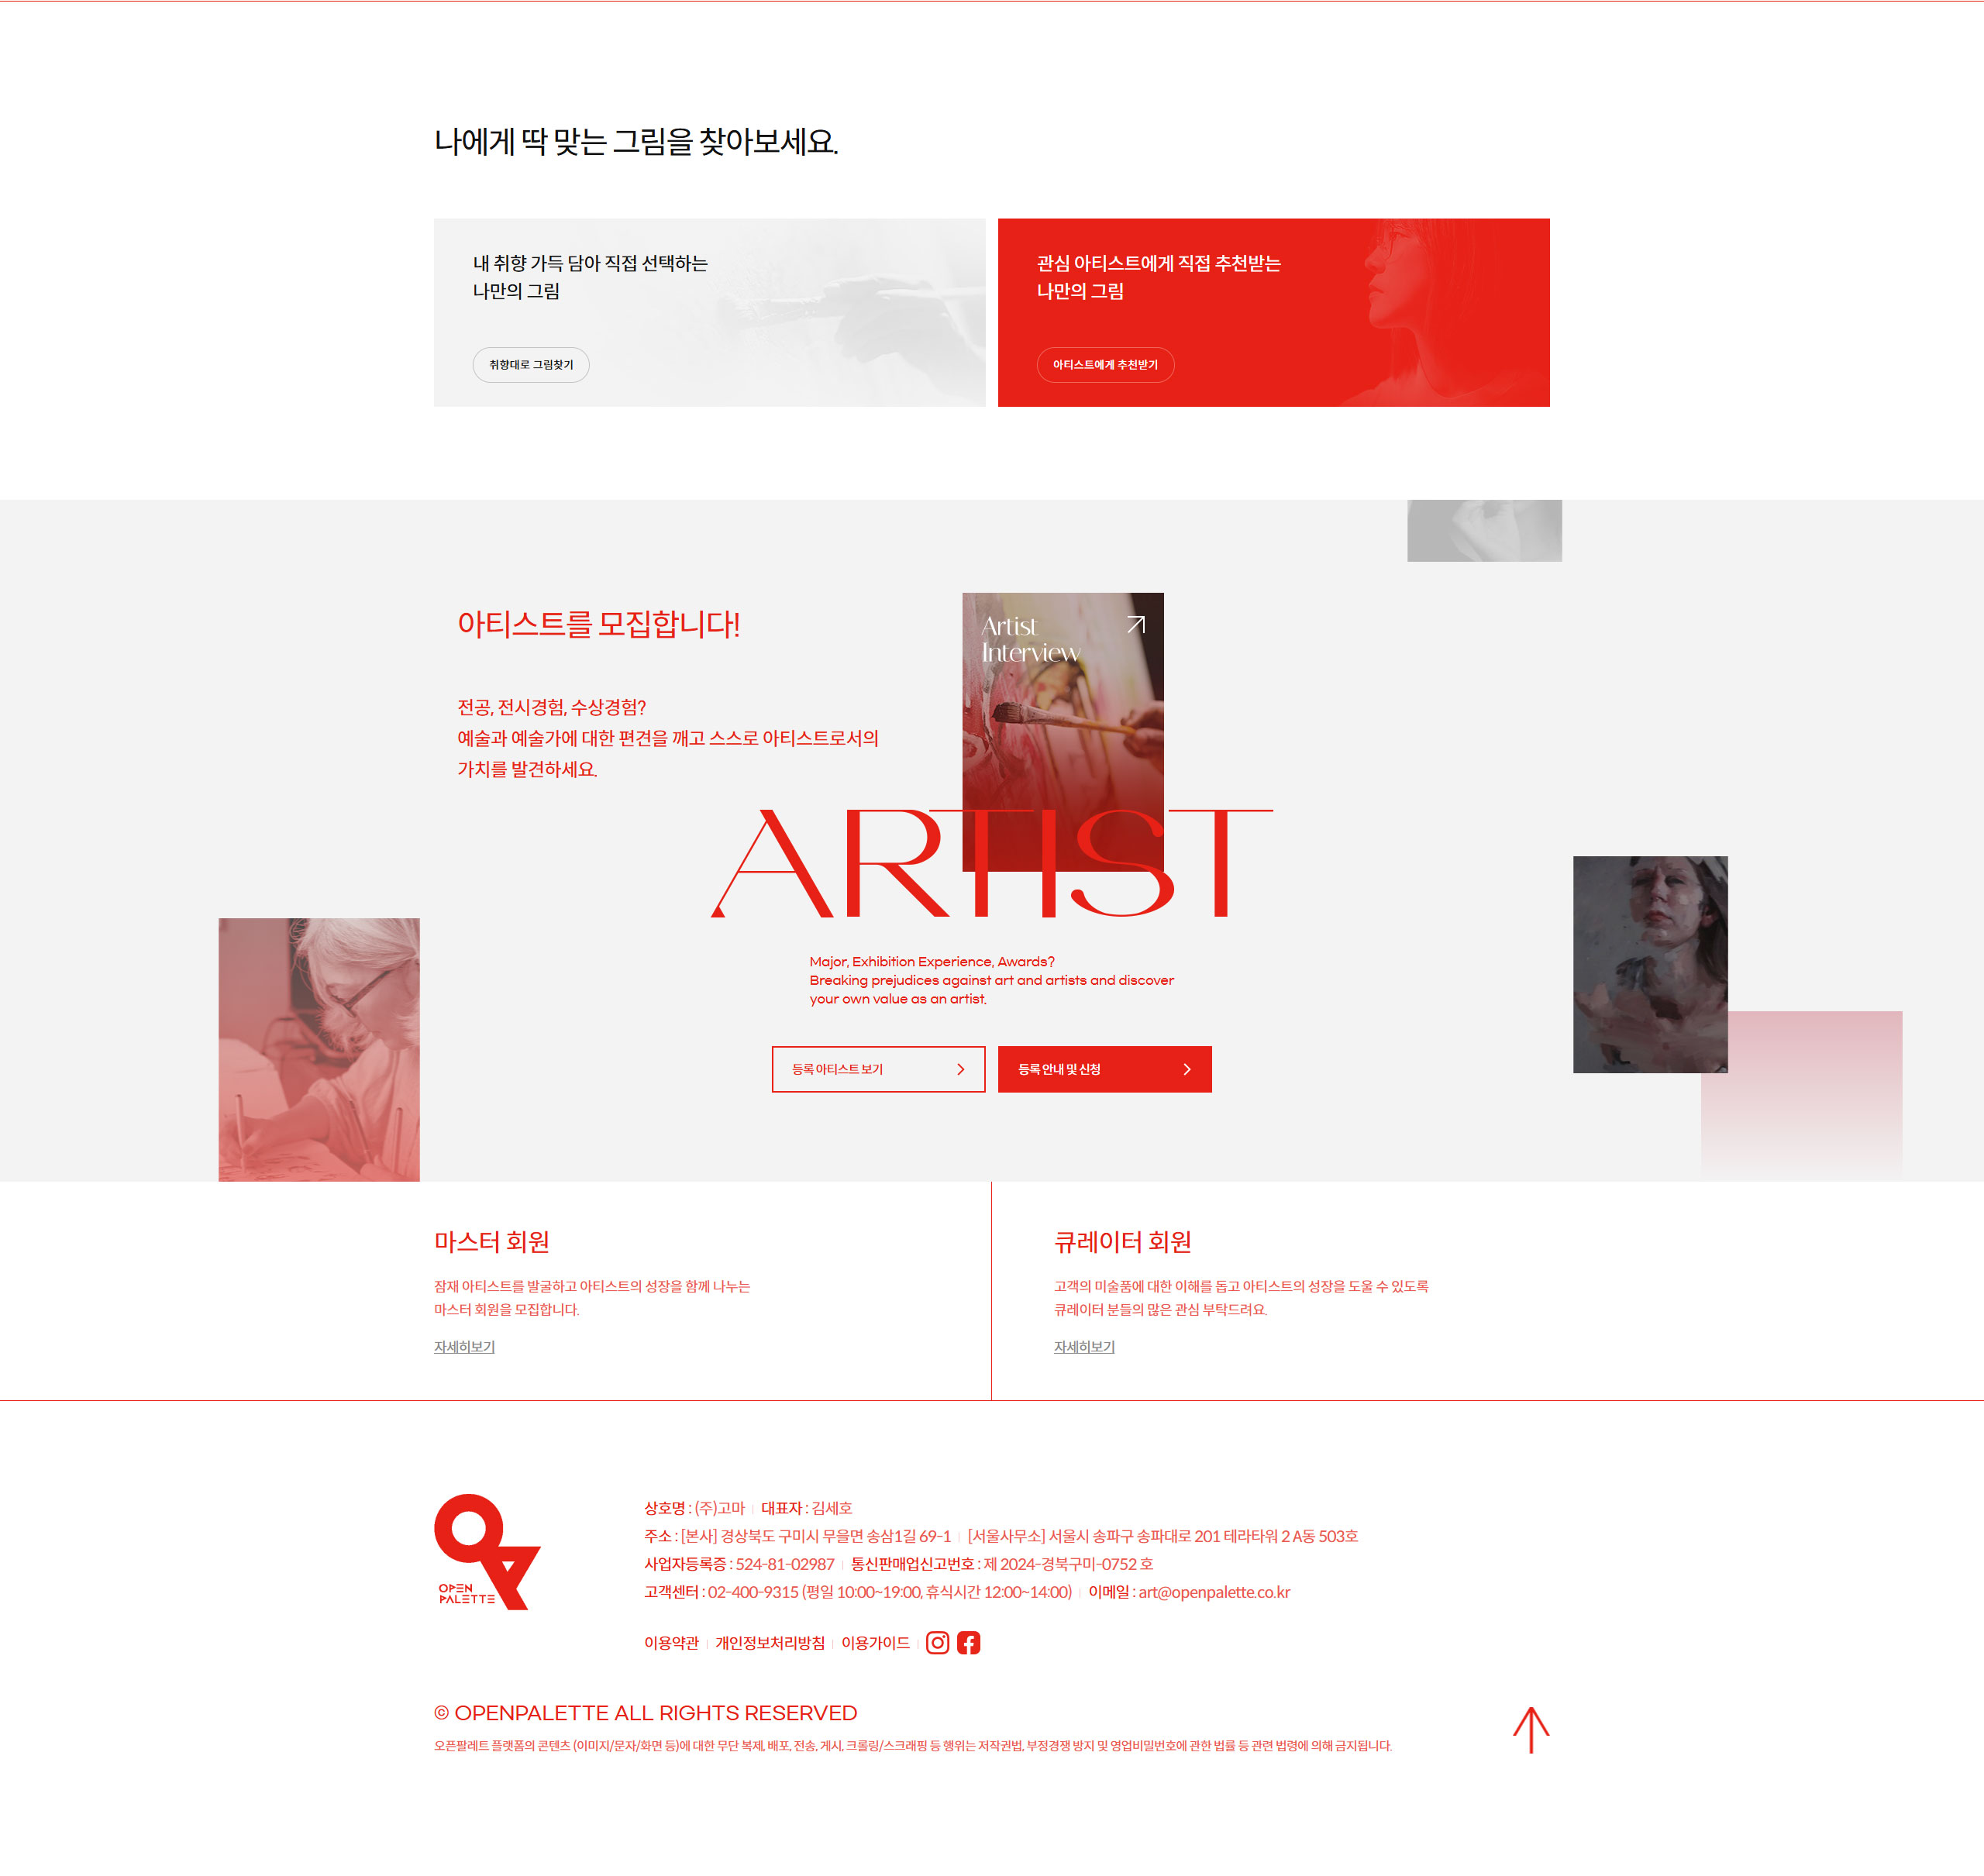 나에게 딱 맞는 그림을 찾아보세요.
내 취향 가득 담아 직접 선택하는
나만의 그림
취향대로 그림찾기
관심 아티스트에게 직접 추천받는
나만의 그림
아티스트에게 추천받기
아티스트를 모집합니다!
전공, 전시경험, 수상경험?
예술과 예술가에 대한 편견을 깨고 스스로 아티스트로서의
가치를 발견하세요.
Artist
Interview
ARTIST
Major, Exhibition Experience, Awards?
Breaking prejudices against art and artists and discover
your own value as an artist.
등록 아티스트 보기
등록 안내 및 신청
마스터 회원
잠재 아티스트를 발굴하고 아티스트의 성장을 함께 나누는
마스터 회원을 모집합니다.
자세히보기
큐레이터 회원
고객의 미술품에 대한 이해를 돕고 아티스트의 성장을 도울 수 있도록
큐레이터 분들의 많은 관심 부탁드려요.
자세히보기
OPEN
PALETTE
상호명 : (주)고마 | 대표자 : 김세호
주소 : [본사] 경상북도 구미시 무을면 송삼1길 69-1 | [서울사무소] 서울시 송파구 송파대로 201 테라타워 2 A동 503호
사업자등록증 : 524-81-02987 | 통신판매업신고번호 : 제 2024-경북구미-0752 호
고객센터 : 02-400-9315 (평일 10:00~19:00, 휴식시간 12:00~14:00) | 이메일 : art@openpalette.co.kr
이용약관 | 개인정보처리방침 | 이용가이드 |
© OPENPALETTE ALL RIGHTS RESERVED
오픈팔레트 플랫폼의 콘텐츠 (이미지/문자/화면 등)에 대한 무단 복제, 배포, 전송, 게시, 크롤링/스크래핑 등 행위는 저작권법, 부정경쟁 방지 및 영업비밀번호에 관한 법률 등 관련 법령에 의해 금지됩니다.